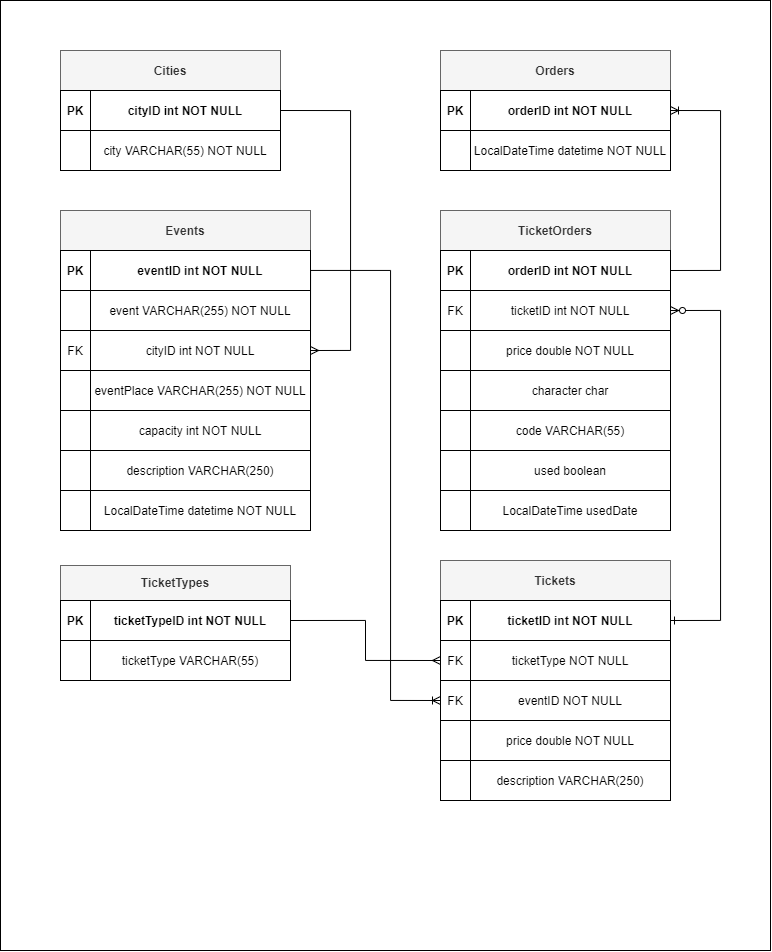 Cities
PK cityID int NOT NULL
city VARCHAR(55) NOT NULL
Events
PK eventID int NOT NULL
event VARCHAR(255) NOT NULL
FK cityID int NOT NULL
eventPlace VARCHAR(255) NOT NULL
capacity int NOT NULL
description VARCHAR(250)
LocalDateTime datetime NOT NULL
TicketTypes
PK ticketTypeID int NOT NULL
ticketType VARCHAR(55)
Orders
PK orderID int NOT NULL
LocalDateTime datetime NOT NULL
TicketOrders
PK orderID int NOT NULL
FK ticketID int NOT NULL
price double NOT NULL
character char
code VARCHAR(55)
used boolean
LocalDateTime usedDate
Tickets
PK ticketID int NOT NULL
FK ticketType NOT NULL
FK eventID NOT NULL
price double NOT NULL
description VARCHAR(250)